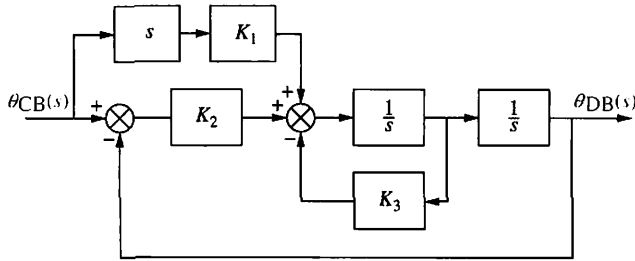 s
K₁
θCB(s)
+
+
+
K₂
1/s
1/s
θDB(s)
−
−
K₃